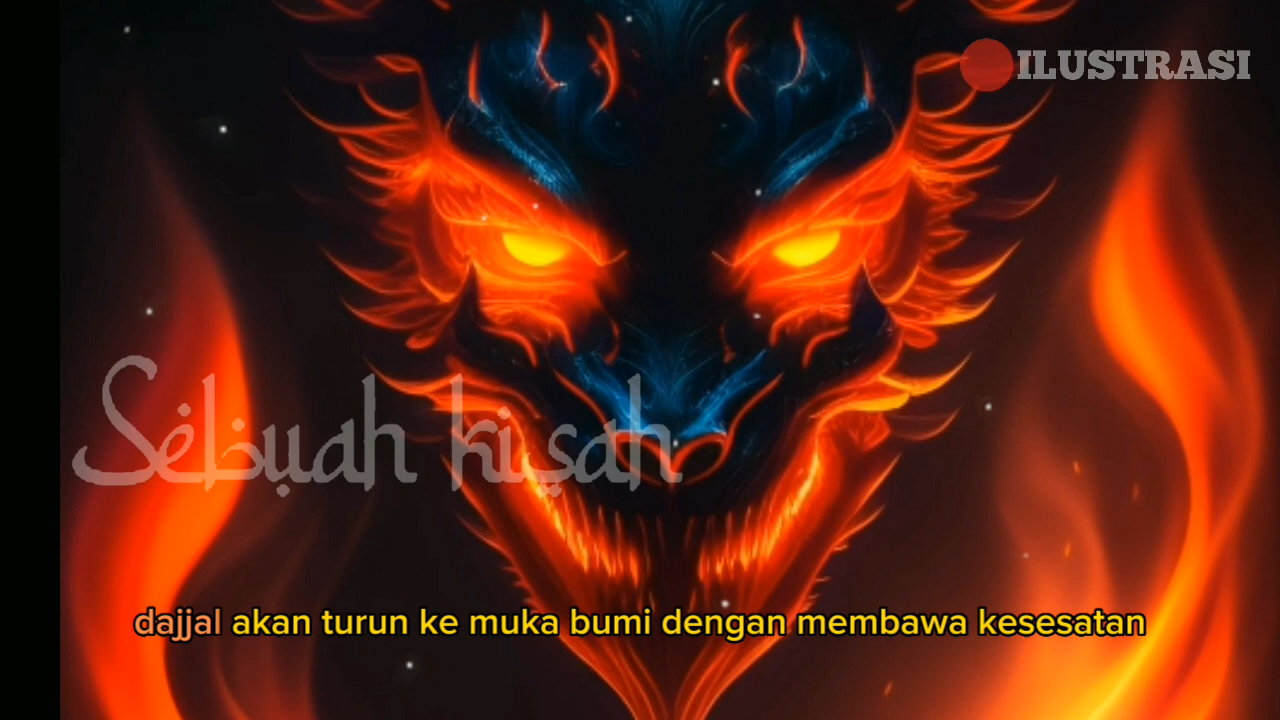 ILUSTRASI
Sebuah kisah
dajjal akan turun ke muka bumi dengan membawa kesesatan